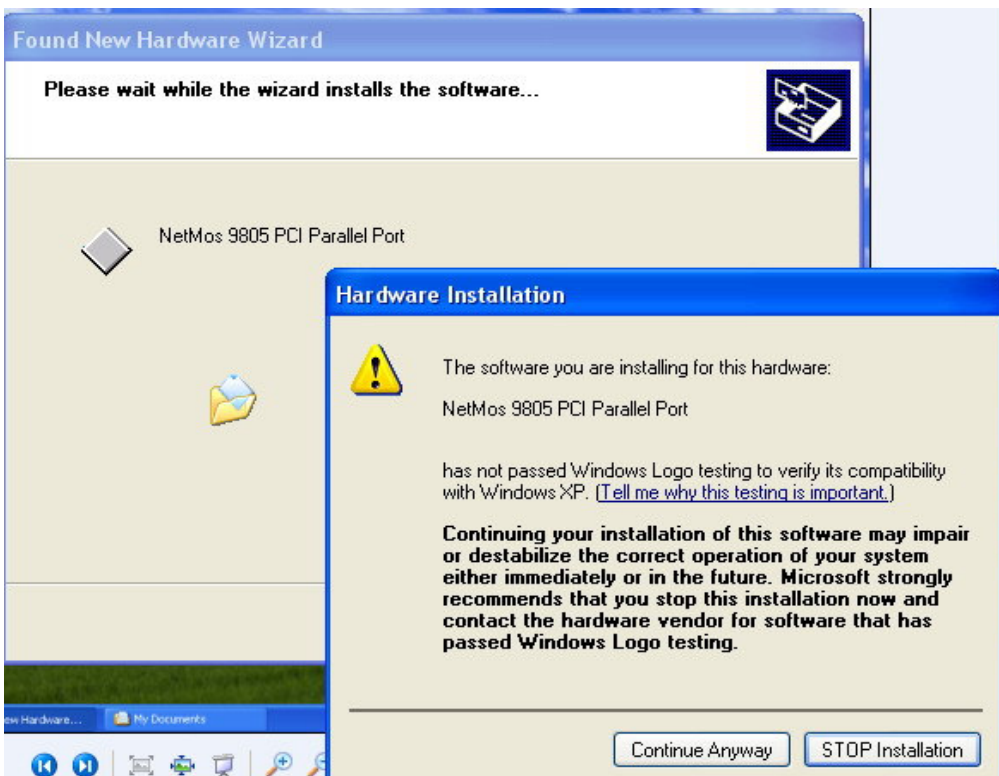 Found New Hardware Wizard
Please wait while the wizard installs the software...
NetMos 9805 PCI Parallel Port
Hardware Installation
The software you are installing for this hardware:
NetMos 9805 PCI Parallel Port
has not passed Windows Logo testing to verify its compatibility
with Windows XP. (Tell me why this testing is important.)
Continuing your installation of this software may impair
or destabilize the correct operation of your system
either immediately or in the future. Microsoft strongly
recommends that you stop this installation now and
contact the hardware vendor for software that has
passed Windows Logo testing.
Continue Anyway
STOP Installation
ew Hardware...
My Documents